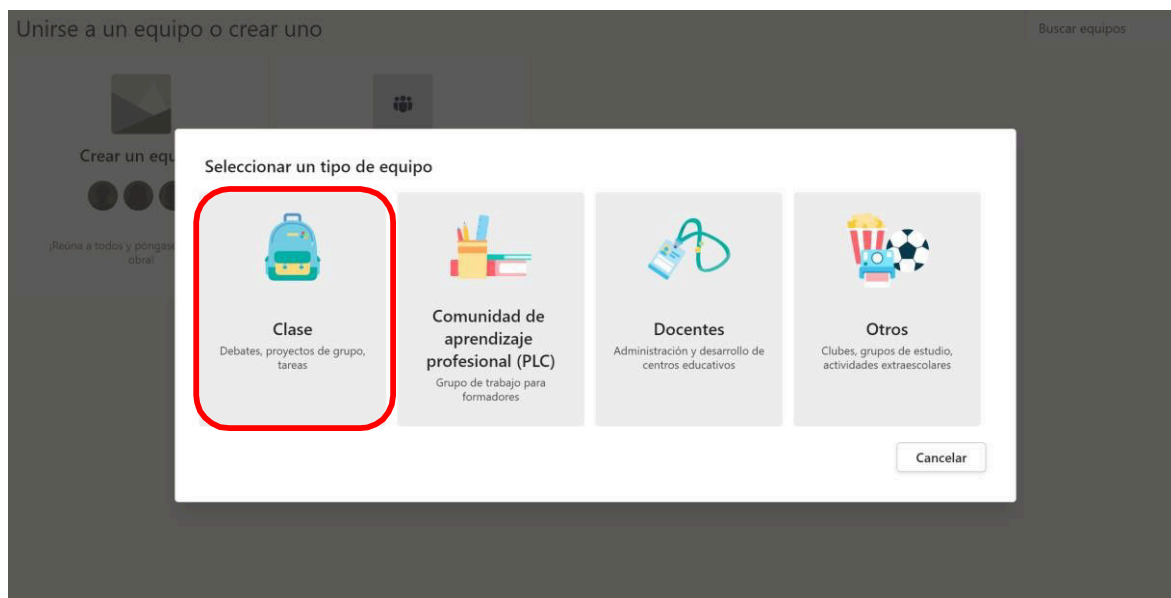 Unirse a un equipo o crear uno
Buscar equipos
Crear un equ
¡Reúna a todos y póngase
obra!
Seleccionar un tipo de equipo
Clase
Debates, proyectos de grupo,
tareas
Comunidad de
aprendizaje
profesional (PLC)
Grupo de trabajo para
formadores
Docentes
Administración y desarrollo de
centros educativos
Otros
Clubes, grupos de estudio,
actividades extraescolares
Cancelar